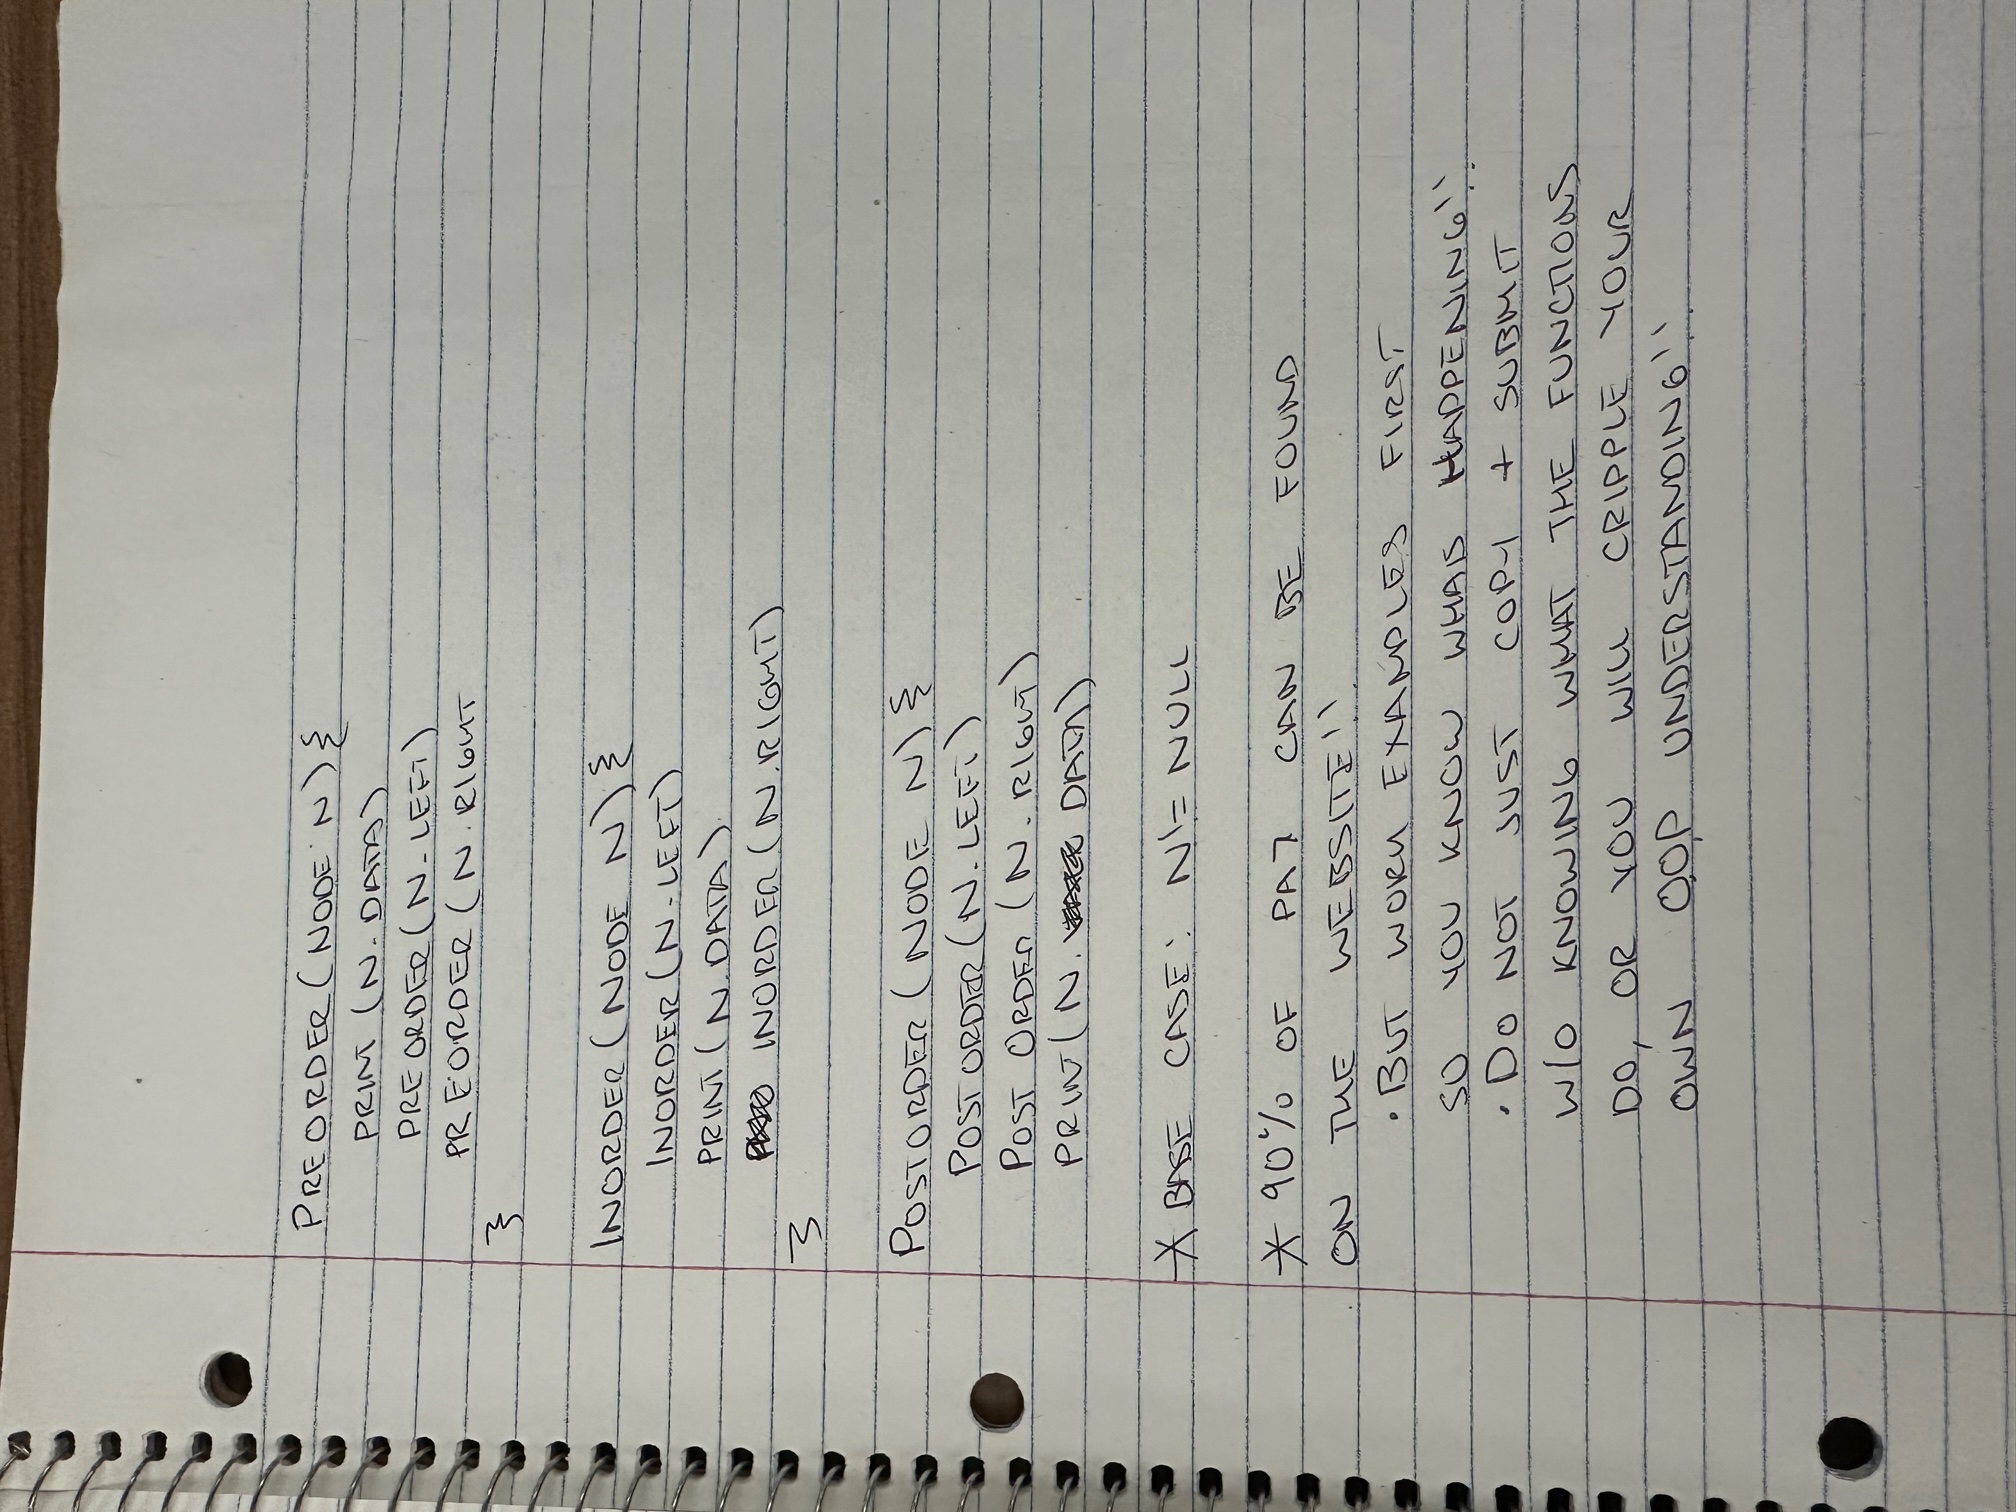 PREORDER(NODE N){
PRINT (N. DATA)
PREORDER(N.LEFT)
PREORDER(N.RIGHT
}
INORDER(NODE N){
INORDER(N.LEFT)
PRINT(N.DATA)
INORDER(N.RIGHT)
}
POSTORDER(NODE N){
POSTORDER(N.LEFT)
POST ORDER(N.RIGHT)
PRINT(N. DATA)
* BASE CASE: N != NULL
* 90% OF PA7 CAN BE FOUND
ON THE WEBSITE!!
• BUT WORK EXAMPLES FIRST
SO YOU KNOW WHATS HAPPENING!!
• DO NOT JUST COPY + SUBMIT
W/O KNOWING WHAT THE FUNCTIONS
DO, OR YOU WILL CRIPPLE YOUR
OWN OOP UNDERSTANDING!!